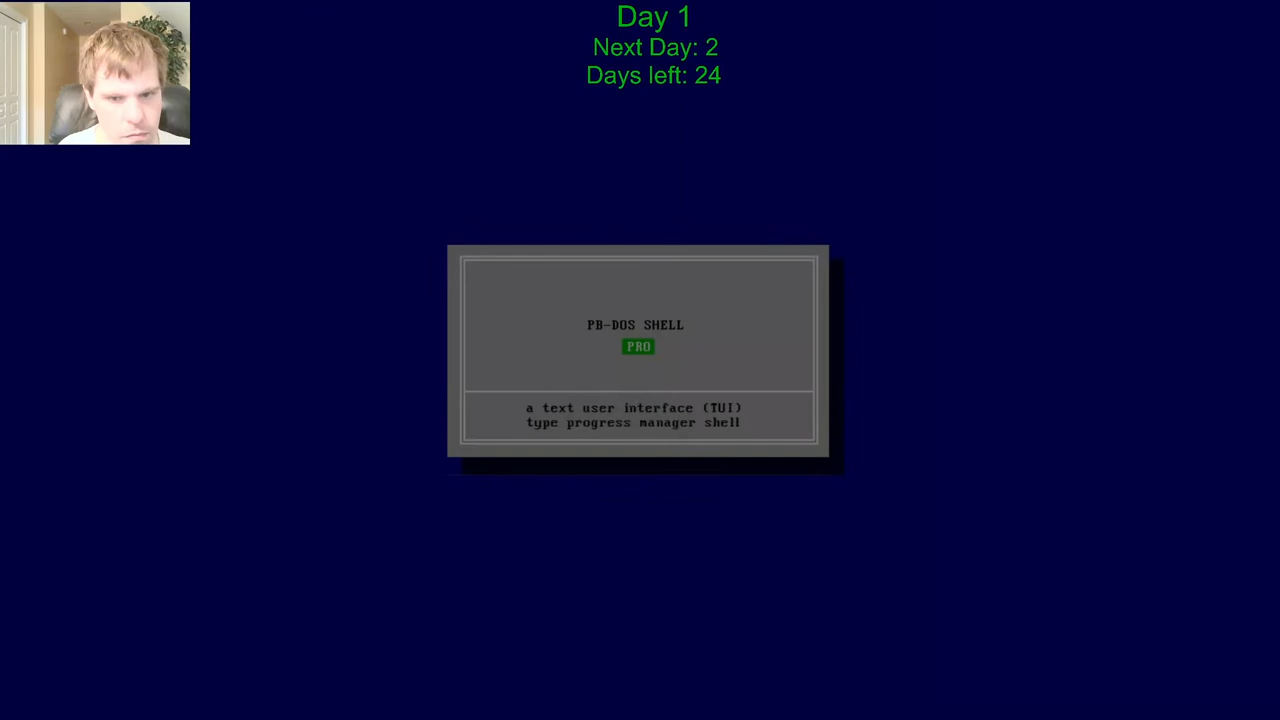 Day 1
Next Day: 2
Days left: 24
PB-DOS SHELL
PRO
a text user interface (TUI)
type progress manager shell